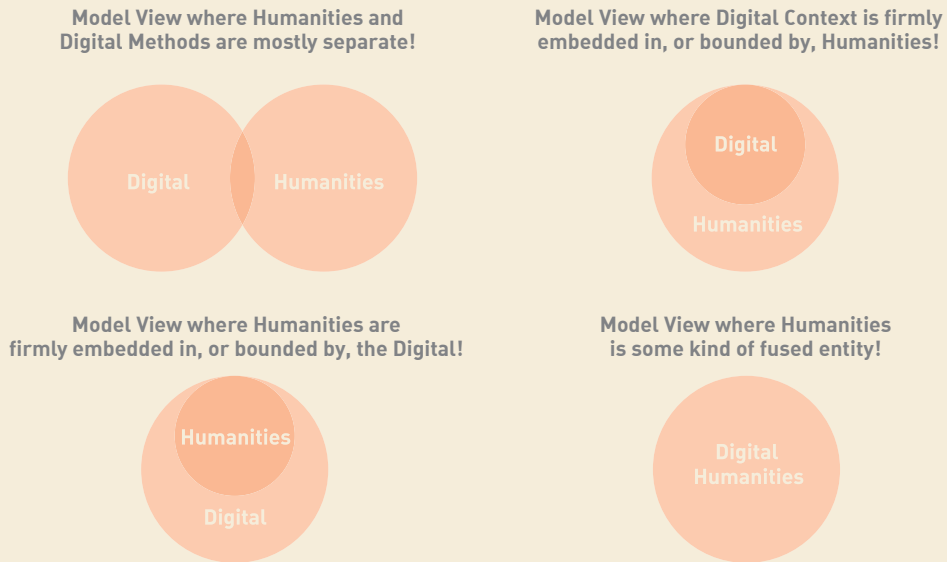 Model View where Humanities and
Digital Methods are mostly separate!
Digital
Humanities
Model View where Digital Context is firmly
embedded in, or bounded by, Humanities!
Digital
Humanities
Model View where Humanities are
firmly embedded in, or bounded by, the Digital!
Humanities
Digital
Model View where Humanities
is some kind of fused entity!
Digital
Humanities